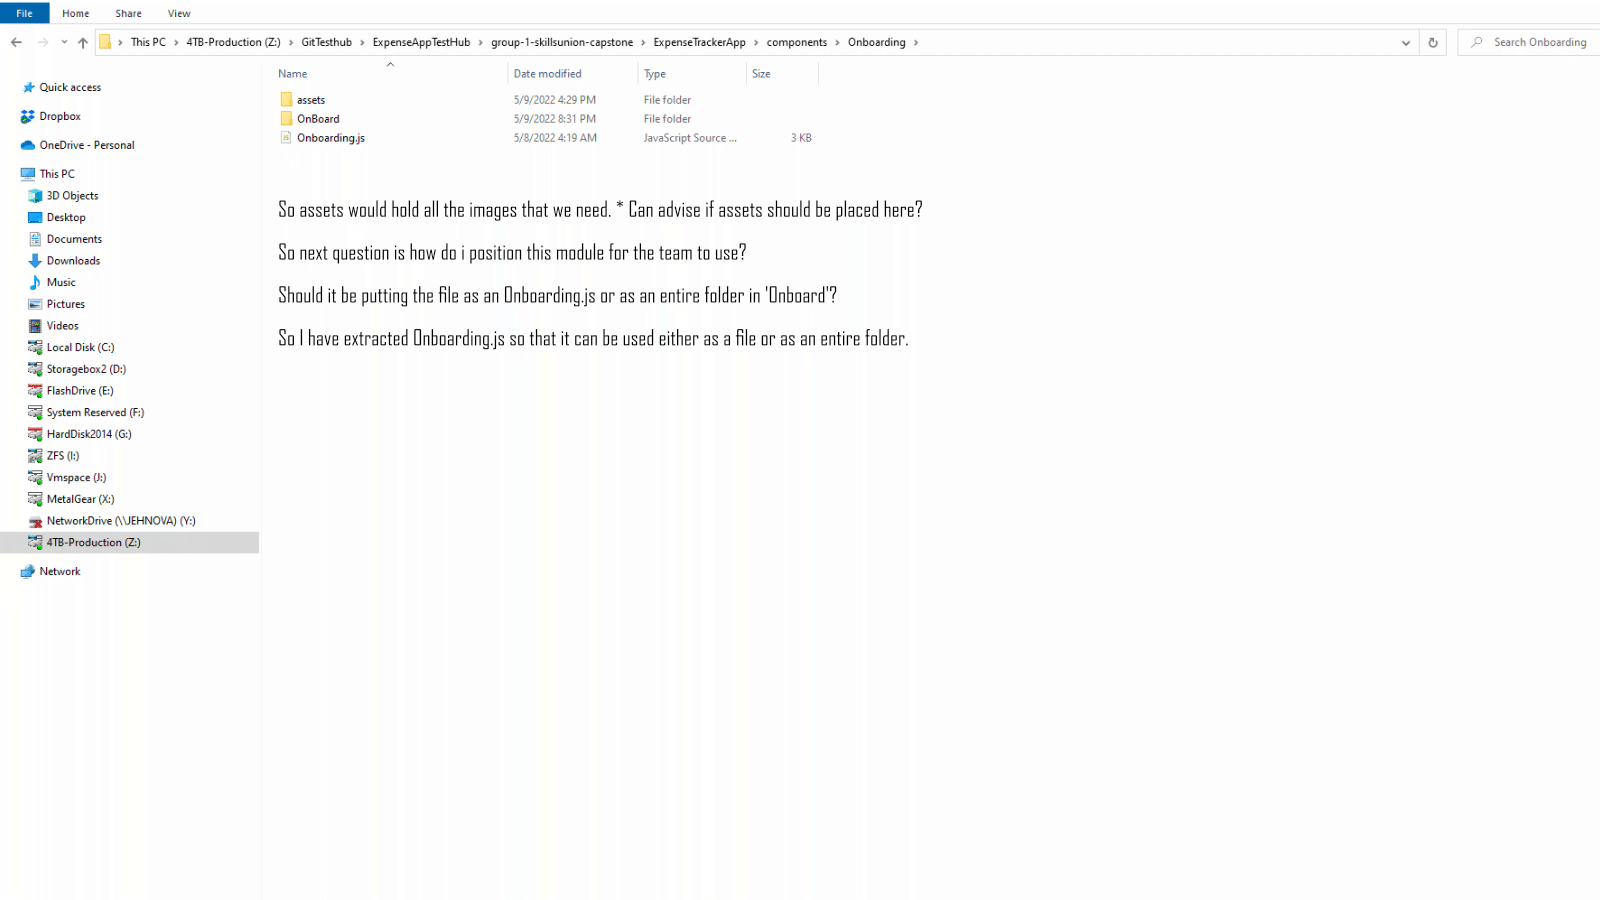 File Home Share View
This PC 4TB-Production (Z:) GitTesthub ExpenseAppTestHub group-1-skillsunion-capstone ExpenseTrackerApp components Onboarding Search Onboarding
Name Date modified Type Size
Quick access
assets 5/9/2022 4:29 PM File folder
Dropbox
OnBoard 5/9/2022 8:31 PM File folder
Onboarding.js 5/8/2022 4:19 AM JavaScript Source ... 3 KB
OneDrive - Personal
This PC
3D Objects
So assets would hold all the images that we need. * Can advise if assets should be placed here?
Desktop
Documents
So next question is how do i position this module for the team to use?
Downloads
Music
Should it be putting the file as an Onboarding.js or as an entire folder in 'Onboard'?
Pictures
Videos
So I have extracted Onboarding.js so that it can be used either as a file or as an entire folder.
Local Disk (C:)
Storagebox2 (D:)
FlashDrive (E:)
System Reserved (F:)
HardDisk2014 (G:)
ZFS (I:)
Vmspace (J:)
MetalGear (X:)
NetworkDrive (\\JEHNOVA) (Y:)
4TB-Production (Z:)
Network